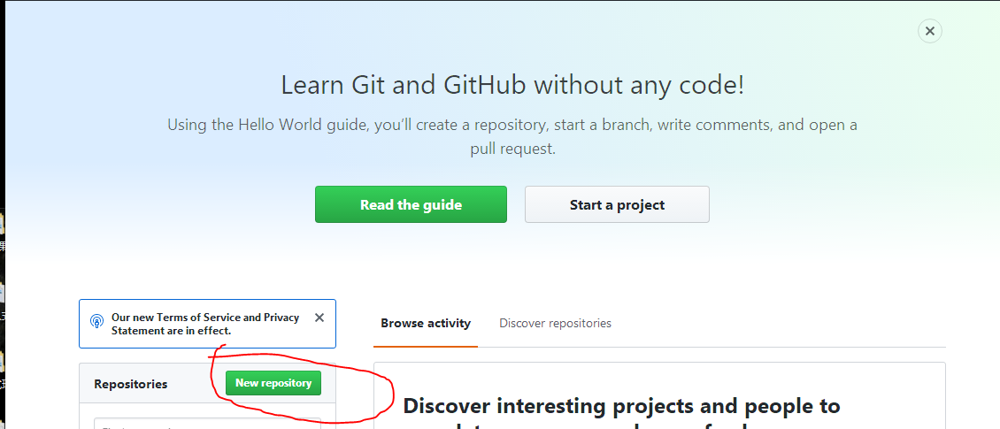 Learn Git and GitHub without any code!
Using the Hello World guide, you’ll create a repository, start a branch, write comments, and open a
pull request.
Read the guide
Start a project
Our new Terms of Service and Privacy
Statement are in effect.
Browse activity
Discover repositories
Repositories
New repository
Discover interesting projects and people to